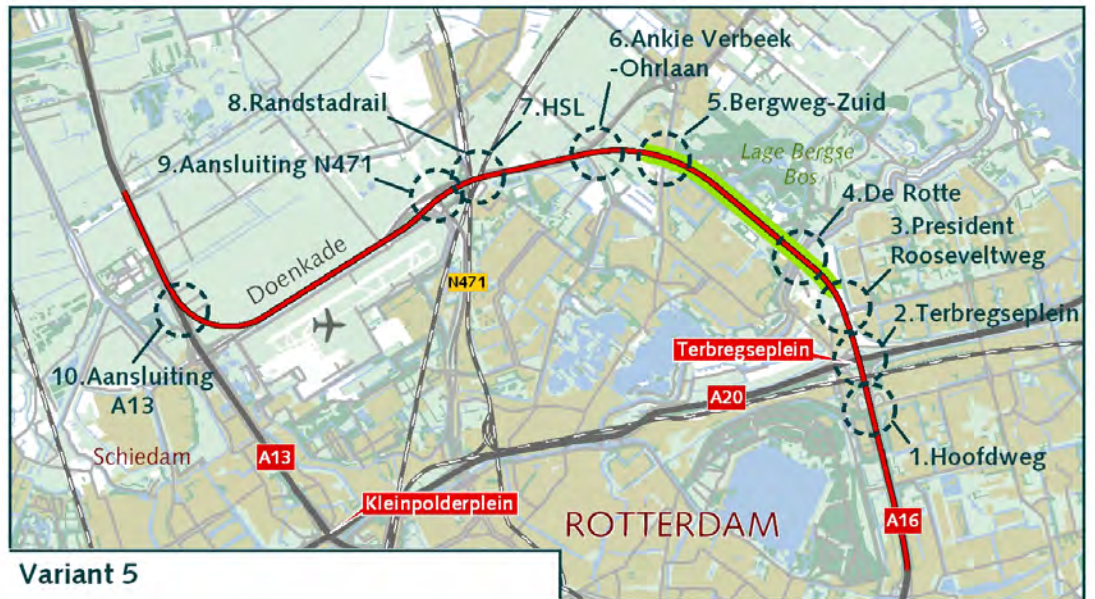 6.Ankie Verbeek
-Ohrlaan
8.Randstadrail
7.HSL
5.Bergweg-Zuid
9.Aansluiting N471
Lage Bergse
Bos
4.De Rotte
3.President
Rooseveltweg
Doenkade
N471
2.Terbregseplein
Terbregseplein
10.Aansluiting
A13
A20
Schiedam
A13
1.Hoofdweg
Kleinpolderplein
ROTTERDAM
A16
Variant 5